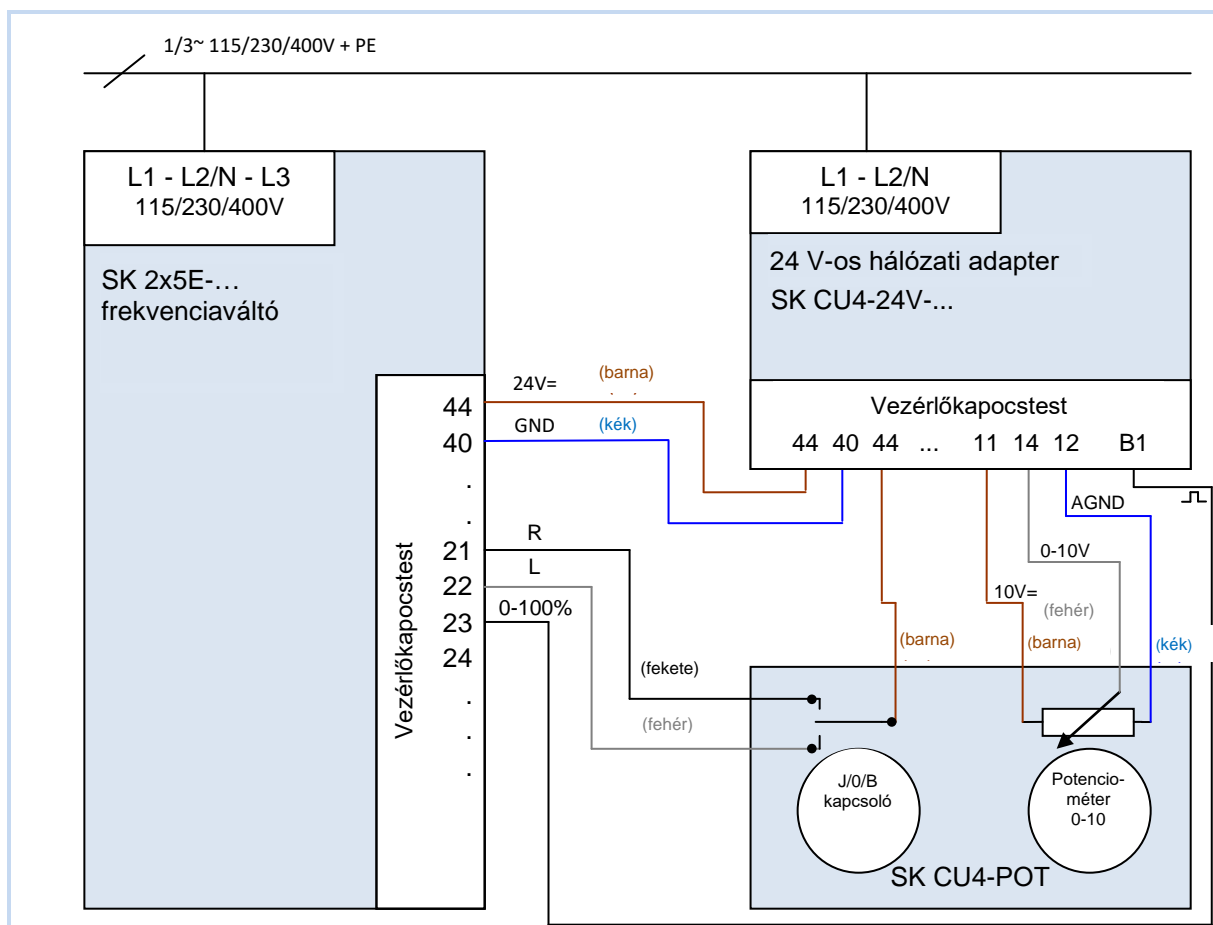 1/3~ 115/230/400V + PE
L1 - L2/N - L3
115/230/400V
SK 2x5E-…
frekvenciaváltó
Vezérlőkapocstest
44
40
.
.
21
22
23
24
.
.
.
24V=
(barna)
GND
(kék)
R
L
0-100%
(fekete)
(fehér)
L1 - L2/N
115/230/400V
24 V-os hálózati adapter
SK CU4-24V-...
Vezérlőkapocstest
44 40 44 ... 11 14 12 B1
AGND
0-10V
10V=
(fehér)
(barna)
(barna)
(kék)
J/0/B
kapcsoló
Potencio-
méter
0-10
SK CU4-POT